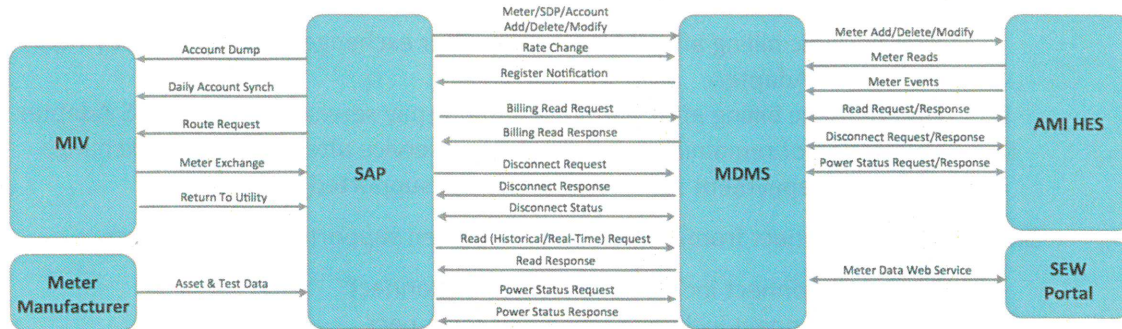 MIV
Account Dump
Daily Account Synch
Route Request
Meter Exchange
Return To Utility
Meter
Manufacturer
Asset & Test Data
SAP
Meter/SDP/Account
Add/Delete/Modify
Rate Change
Register Notification
Billing Read Request
Billing Read Response
Disconnect Request
Disconnect Response
Disconnect Status
Read (Historical/Real-Time) Request
Read Response
Power Status Request
Power Status Response
MDMS
Meter Add/Delete/Modify
Meter Reads
Meter Events
Read Request/Response
Disconnect Request/Response
Power Status Request/Response
Meter Data Web Service
AMI HES
SEW
Portal